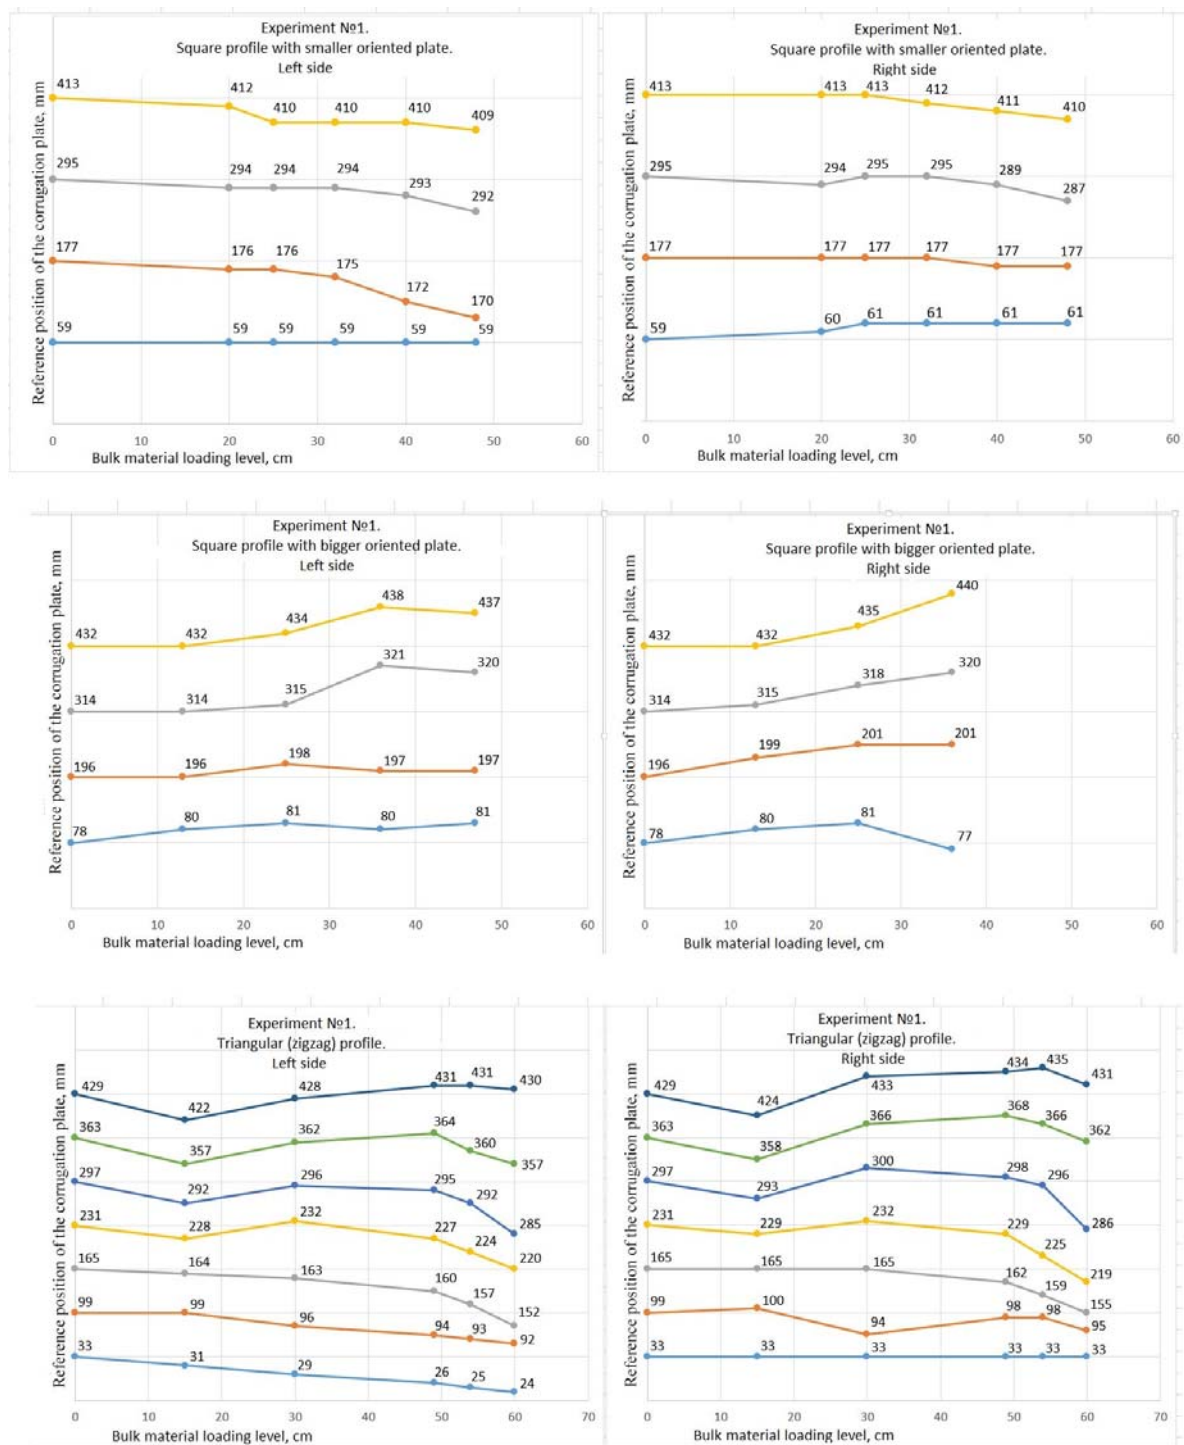 Experiment №1.
Square profile with smaller oriented plate.
Left side
Reference position of the corrugation plate, mm
413 412 410 410 410 409
295 294 294 294 293 292
177 176 176 175 172 170
59 59 59 59 59 59
0 10 20 30 40 50 60
Bulk material loading level, cm
Experiment №1.
Square profile with smaller oriented plate.
Right side
Reference position of the corrugation plate, mm
413 413 413 412 411 410
295 294 295 295 289 287
177 177 177 177 177 177
59 60 61 61 61 61
0 10 20 30 40 50 60
Bulk material loading level, cm
Experiment №1.
Square profile with bigger oriented plate.
Left side
Reference position of the corrugation plate, mm
432 432 434 438 437
314 314 315 321 320
196 196 198 197 197
78 80 81 80 81
0 10 20 30 40 50 60
Bulk material loading level, cm
Experiment №1.
Square profile with bigger oriented plate.
Right side
Reference position of the corrugation plate, mm
432 432 435 440
314 315 318 320
196 199 201 201
78 80 81 77
0 10 20 30 40 50 60
Bulk material loading level, cm
Experiment №1.
Triangular (zigzag) profile.
Left side
Reference position of the corrugation plate, mm
429 422 428 431 431 430
363 357 362 364 360 357
297 292 296 295 292 285
231 228 232 227 224 220
165 164 163 160 157 152
99 99 96 94 93 92
33 31 29 26 25 24
0 10 20 30 40 50 60 70
Bulk material loading level, cm
Experiment №1.
Triangular (zigzag) profile.
Right side
Reference position of the corrugation plate, mm
429 424 433 434 435 431
363 358 366 368 366 362
297 293 300 298 296 286
231 229 232 229 225 219
165 165 165 162 159 155
99 100 94 98 98 95
33 33 33 33 33 33
0 10 20 30 40 50 60 70
Bulk material loading level, cm